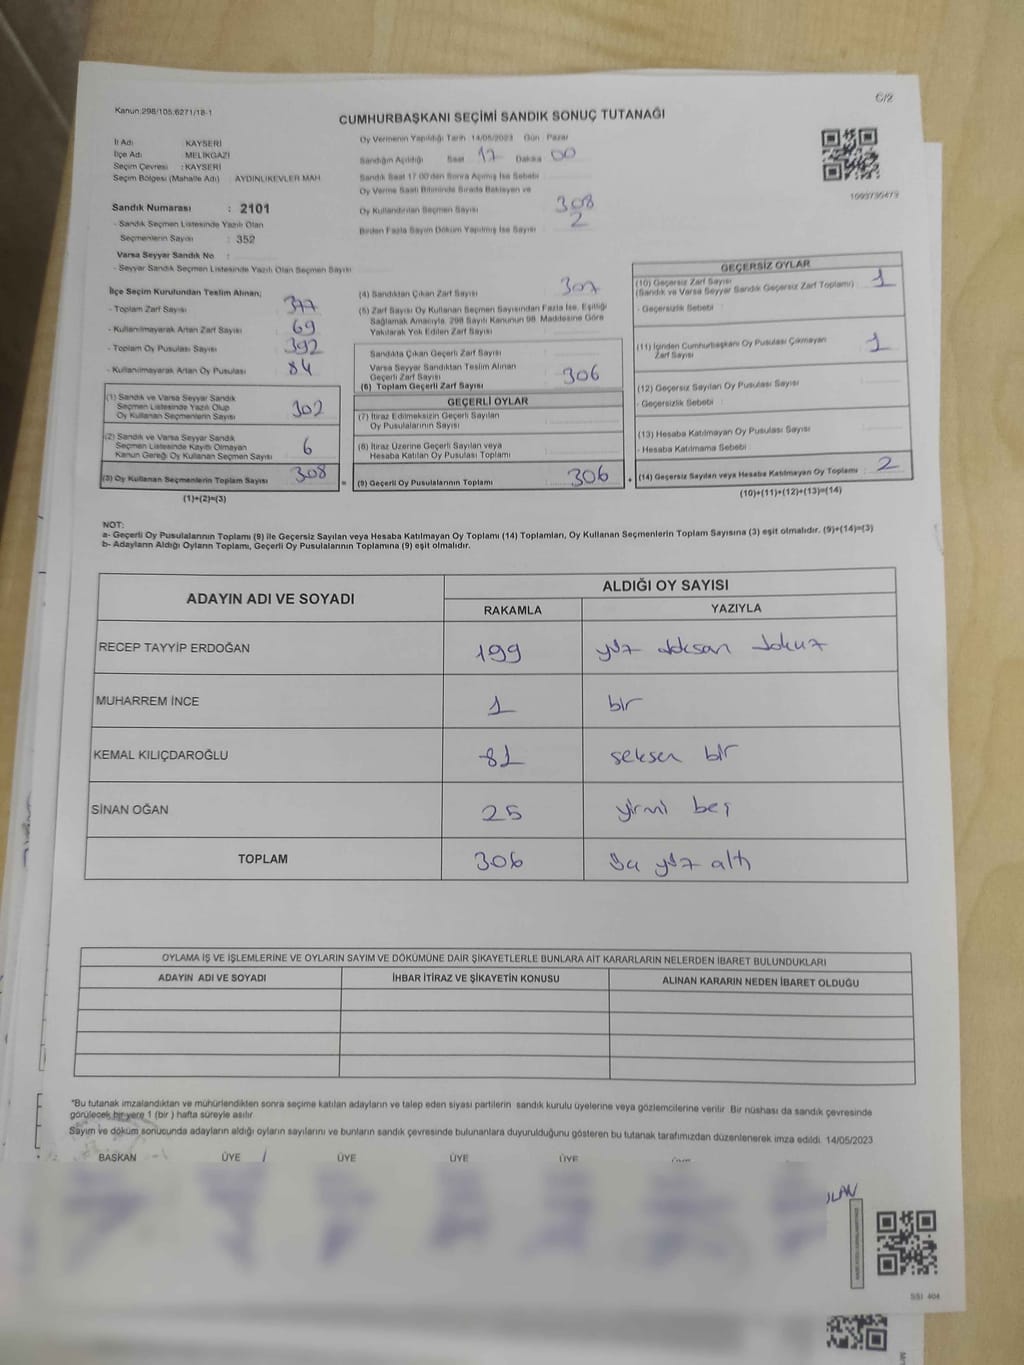 C/2
Kanun:298/105;6271/18-1
CUMHURBAŞKANI SEÇİMİ SANDIK SONUÇ TUTANAĞI
İl Adı : KAYSERİ
İlçe Adı : MELİKGAZİ
Seçim Çevresi : KAYSERİ
Seçim Bölgesi (Mahalle Adı) : AYDINLIKEVLER MAH
Sandık Numarası : 2101
- Sandık Seçmen Listesinde Yazılı Olan
Seçmenlerin Sayısı : 352
Varsa Seyyar Sandık No :
- Seyyar Sandık Seçmen Listesinde Yazılı Olan Seçmen Sayısı
Oy Vermenin Yapıldığı Tarih 14/05/2023 Gün Pazar
Sandığın Açıldığı Saat 17 Dakika 00
Sandık Saat 17.00'den Sonra Açılmış İse Sebebi
Oy Verme Saati Bitiminde Sırada Bekleyen ve
Oy Kullandırılan Seçmen Sayısı 308
Birden Fazla Sayım Döküm Yapılmış İse Sayısı 2
1093795479
İlçe Seçim Kurulundan Teslim Alınan;
- Toplam Zarf Sayısı 377
- Kullanılmayarak Artan Zarf Sayısı 69
- Toplam Oy Pusulası Sayısı 392
- Kullanılmayarak Artan Oy Pusulası 84
(1) Sandık ve Varsa Seyyar Sandık
Seçmen Listesinde Yazılı Olup
Oy Kullanan Seçmenlerin Sayısı 302
(2) Sandık ve Varsa Seyyar Sandık
Seçmen Listesinde Kayıtlı Olmayan
Kanun Gereği Oy Kullanan Seçmen Sayısı 6
(3) Oy Kullanan Seçmenlerin Toplam Sayısı 308
(1)+(2)=(3)
(4) Sandıktan Çıkan Zarf Sayısı 307
(5) Zarf Sayısı Oy Kullanan Seçmen Sayısından Fazla İse, Eşitliği
Sağlamak Amacıyla, 298 Sayılı Kanunun 98. Maddesine Göre
Yakılarak Yok Edilen Zarf Sayısı
Sandıkta Çıkan Geçerli Zarf Sayısı
Varsa Seyyar Sandıktan Teslim Alınan
Geçerli Zarf Sayısı
(6) Toplam Geçerli Zarf Sayısı 306
GEÇERLİ OYLAR
(7) İtiraz Edilmeksizin Geçerli Sayılan
Oy Pusulalarının Sayısı
(8) İtiraz Üzerine Geçerli Sayılan veya
Hesaba Katılan Oy Pusulası Toplamı
= (9) Geçerli Oy Pusulalarının Toplamı 306
GEÇERSİZ OYLAR
(10) Geçersiz Zarf Sayısı
(Sandık ve Varsa Seyyar Sandık Geçersiz Zarf Toplamı) 1
- Geçersizlik Sebebi :
(11) İçinden Cumhurbaşkanı Oy Pusulası Çıkmayan
Zarf Sayısı 1
(12) Geçersiz Sayılan Oy Pusulası Sayısı
- Geçersizlik Sebebi :
(13) Hesaba Katılmayan Oy Pusulası Sayısı
- Hesaba Katılmama Sebebi :
+ (14) Geçersiz Sayılan veya Hesaba Katılmayan Oy Toplamı : 2
(10)+(11)+(12)+(13)=(14)
NOT:
a- Geçerli Oy Pusulalarının Toplamı (9) ile Geçersiz Sayılan veya Hesaba Katılmayan Oy Toplamı (14) Toplamları, Oy Kullanan Seçmenlerin Toplam Sayısına (3) eşit olmalıdır. (9)+(14)=(3)
b- Adayların Aldığı Oyların Toplamı, Geçerli Oy Pusulalarının Toplamına (9) eşit olmalıdır.
ADAYIN ADI VE SOYADI
ALDIĞI OY SAYISI
RAKAMLA YAZIYLA
RECEP TAYYİP ERDOĞAN 199 yüz doksan dokuz
MUHARREM İNCE 1 bir
KEMAL KILIÇDAROĞLU 81 seksen bir
SİNAN OĞAN 25 yirmi beş
TOPLAM 306 üç yüz altı
OYLAMA İŞ VE İŞLEMLERİNE VE OYLARIN SAYIM VE DÖKÜMÜNE DAİR ŞİKAYETLERLE BUNLARA AİT KARARLARIN NELERDEN İBARET BULUNDUKLARI
ADAYIN ADI VE SOYADI İHBAR İTİRAZ VE ŞİKAYETİN KONUSU ALINAN KARARIN NEDEN İBARET OLDUĞU
*Bu tutanak imzalandıktan ve mühürlendikten sonra seçime katılan adayların ve talep eden siyasi partilerin sandık kurulu üyelerine veya gözlemcilerine verilir. Bir nüshası da sandık çevresinde
görülecek bir yere 1 (bir ) hafta süreyle asılır.
Sayım ve döküm sonucunda adayların aldığı oyların sayılarını ve bunların sandık çevresinde bulunanlara duyurulduğunu gösteren bu tutanak tarafımızdan düzenlenerek imza edildi. 14/05/2023
BAŞKAN ÜYE ÜYE ÜYE ÜYE
SSI 404